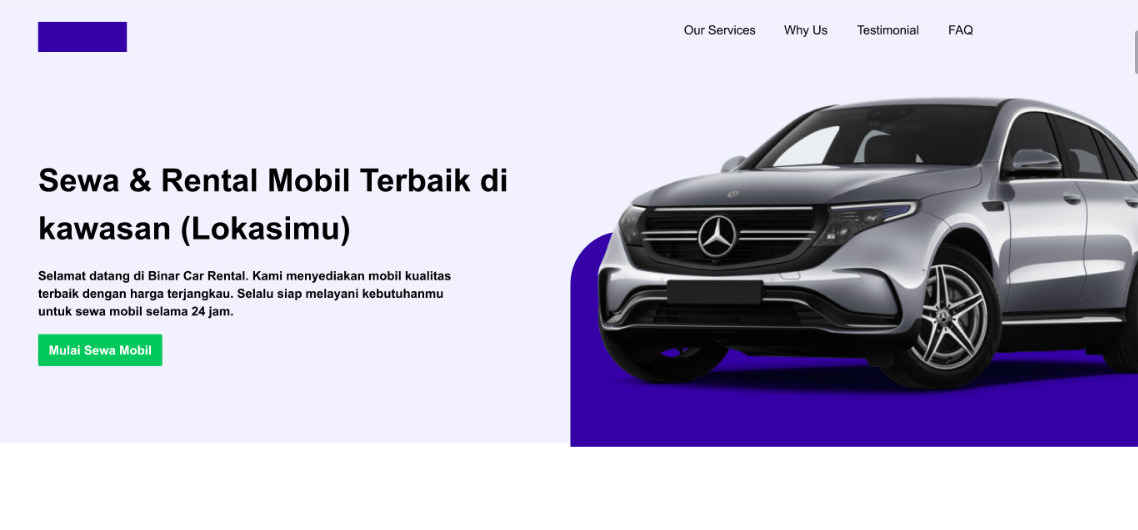 Our Services Why Us Testimonial FAQ
Sewa & Rental Mobil Terbaik di
kawasan (Lokasimu)
Selamat datang di Binar Car Rental. Kami menyediakan mobil kualitas
terbaik dengan harga terjangkau. Selalu siap melayani kebutuhanmu
untuk sewa mobil selama 24 jam.
Mulai Sewa Mobil